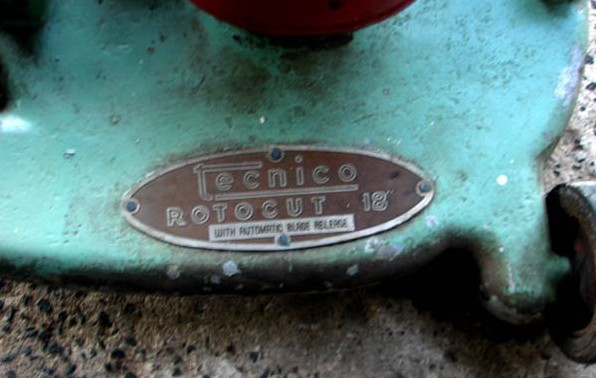 Tecnico
ROTOCUT 18"
WITH AUTOMATIC BLADE RELEASE